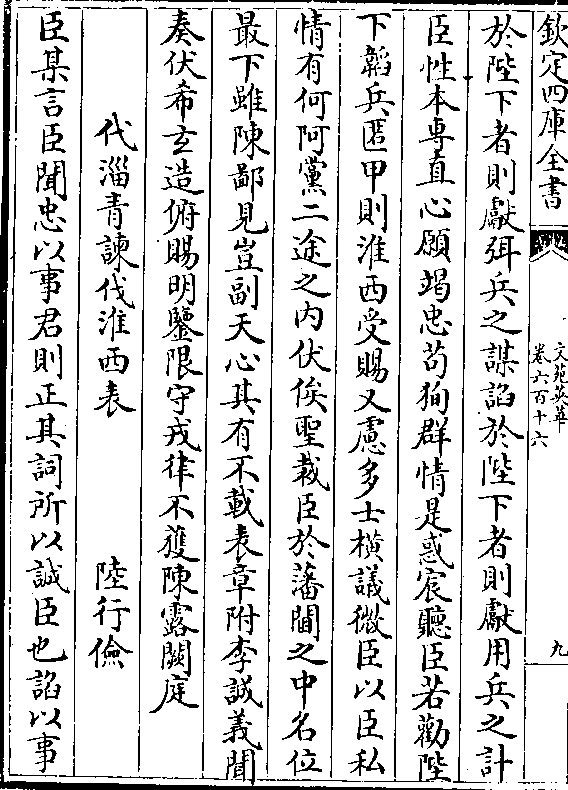 欽定四庫全書
文苑英華
卷六百十六
九
於陛下者則獻弭兵之謀諂於陛下者則獻用兵之計
臣性本專直心願竭忠苟狥群情是惑宸聽臣若勸陛
下韜兵匿甲則淮西受賜又慮多士橫議微臣以臣私
情有何阿黨二途之内伏俟聖裁臣於藩閫之中名位
最下雖陳鄙見豈副天心其有不載表章附李誠義聞
奏伏希玄造俯賜明鑒限守戎律不獲陳露闕庭
代淄青諫伐淮西表
陸行儉
臣某言臣聞忠以事君則正其詞所以誠臣也諂以事